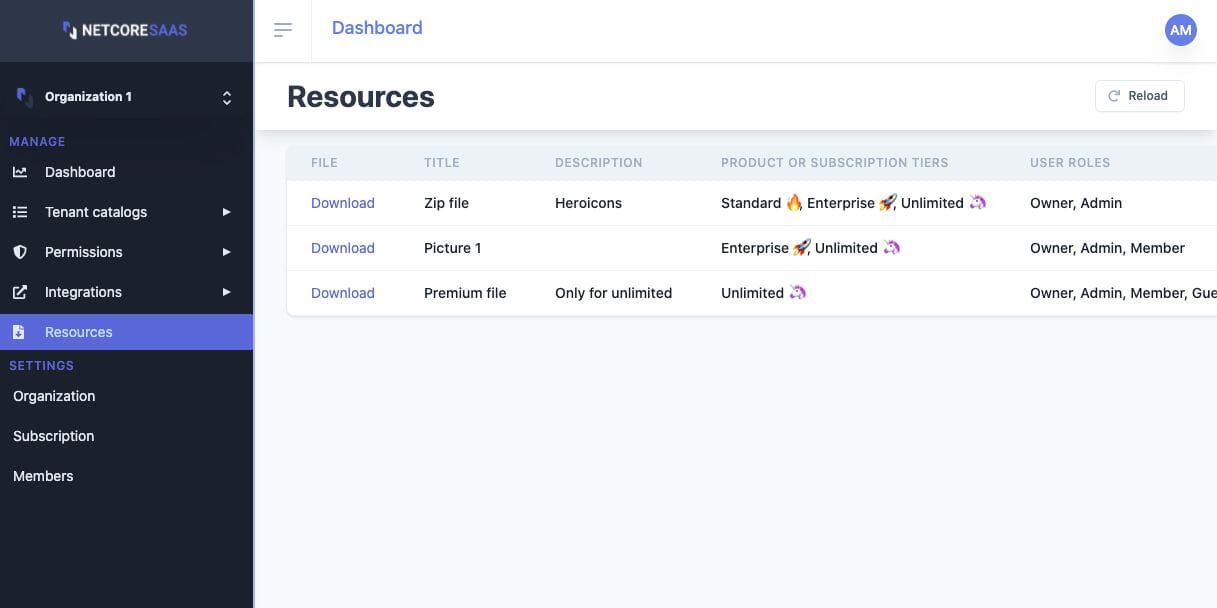 NETCORESAAS
Dashboard
AM
Organization 1
Resources
Reload
MANAGE
Dashboard
Tenant catalogs
Permissions
Integrations
Resources
SETTINGS
Organization
Subscription
Members
FILE TITLE DESCRIPTION PRODUCT OR SUBSCRIPTION TIERS USER ROLES
Download Zip file Heroicons Standard 🔥, Enterprise 🚀, Unlimited 🦄 Owner, Admin
Download Picture 1 Enterprise 🚀, Unlimited 🦄 Owner, Admin, Member
Download Premium file Only for unlimited Unlimited 🦄 Owner, Admin, Member, Gue